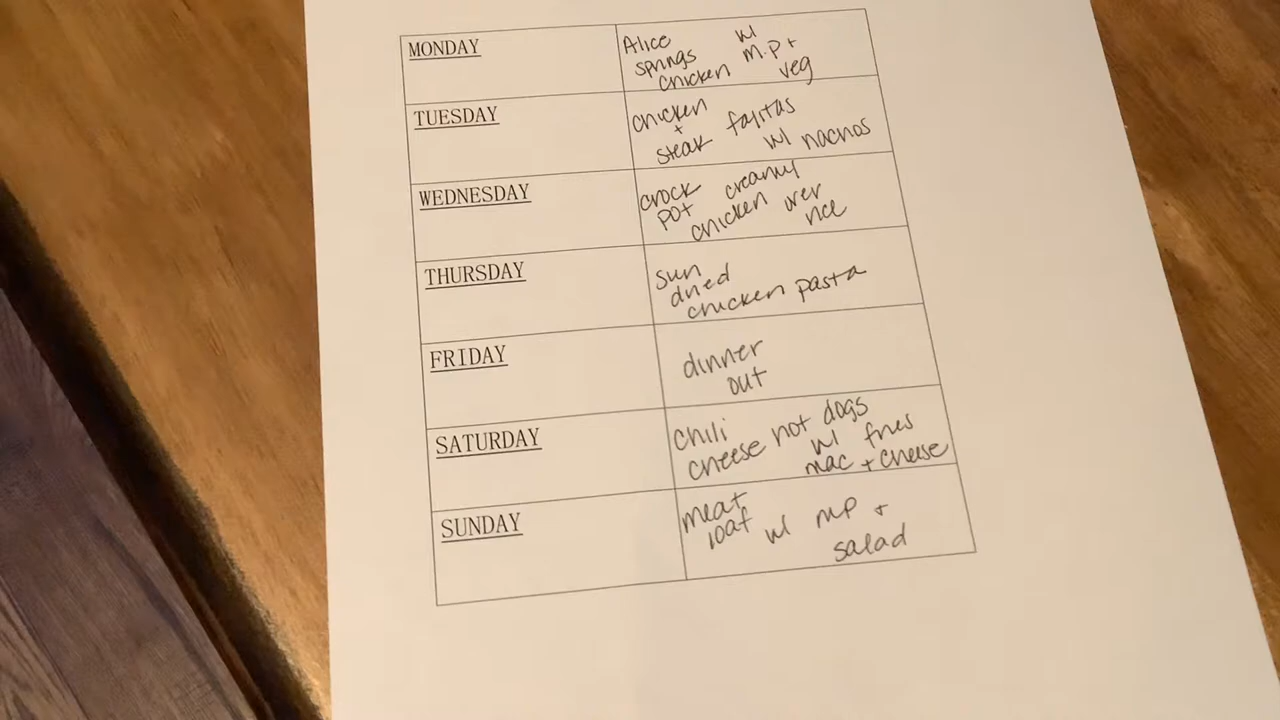 MONDAY
Alice
springs w/
chicken m.p +
veg
TUESDAY
chicken
+
steak fajitas
w/ nachos
WEDNESDAY
crock creamy
pot chicken over
rice
THURSDAY
sun
dried
chicken pasta
FRIDAY
dinner
out
SATURDAY
chili
cheese hot dogs
w/ fries
mac + cheese
SUNDAY
meat
loaf w/ mp +
salad